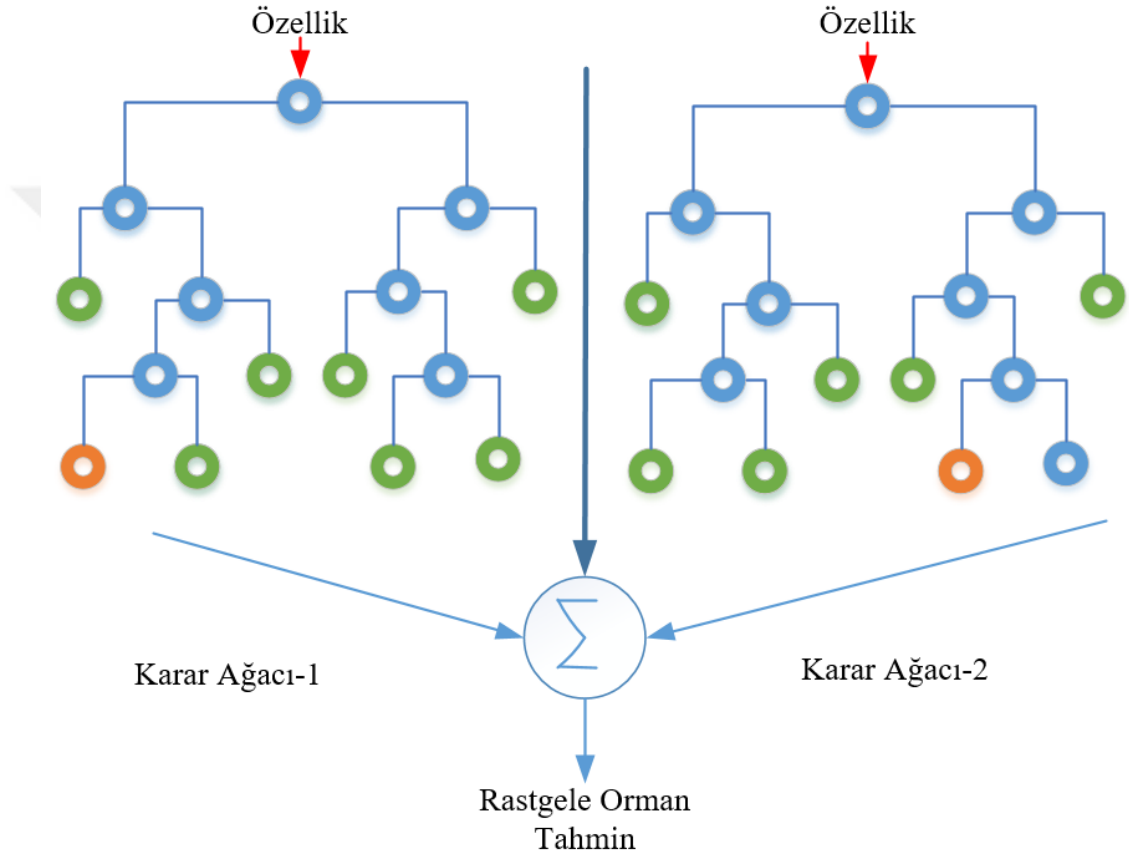 Özellik
Özellik
∑
Karar Ağacı-1
Karar Ağacı-2
Rastgele Orman
Tahmin